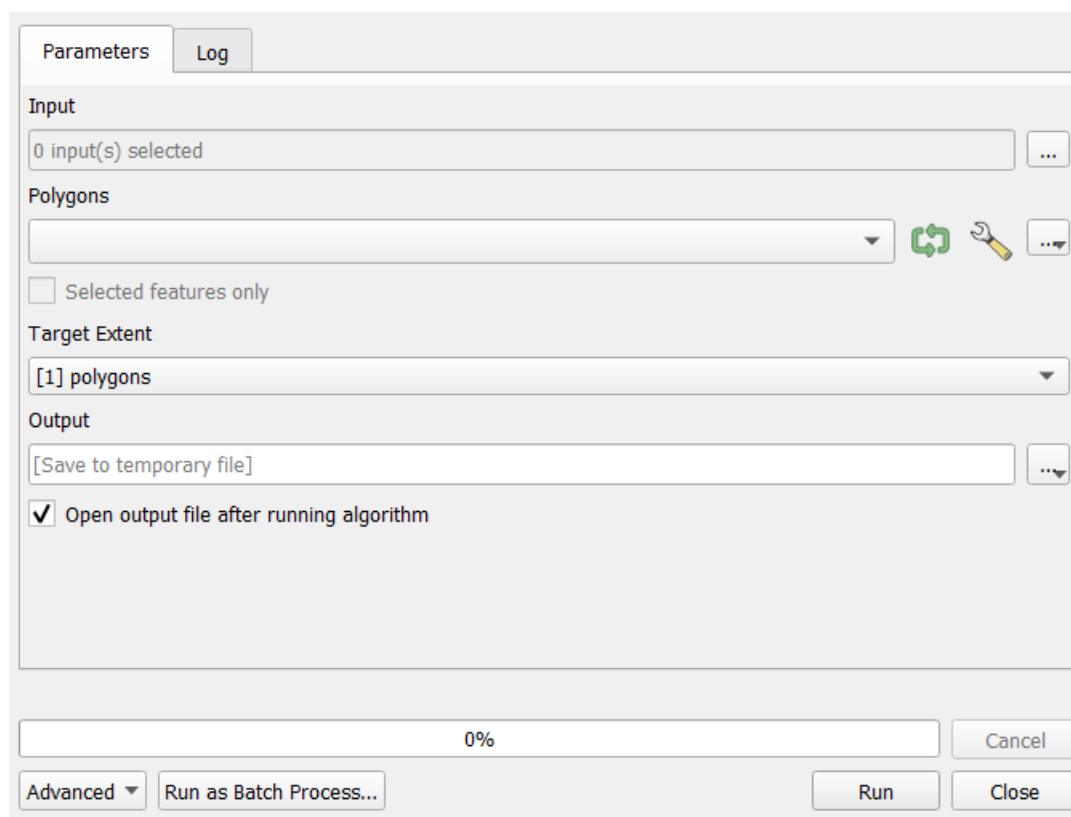 Parameters
Log
Input
0 input(s) selected
...
Polygons
...
Selected features only
Target Extent
[1] polygons
Output
[Save to temporary file]
...
Open output file after running algorithm
0%
Cancel
Advanced
Run as Batch Process...
Run
Close